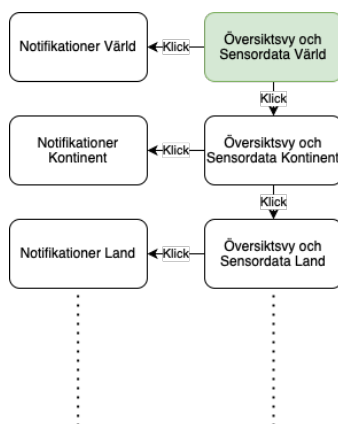 Notifikationer Värld
Klick
Översiktsvy och
Sensordata Värld
Klick
Notifikationer
Kontinent
Klick
Översiktsvy och
Sensordata Kontinent
Klick
Notifikationer Land
Klick
Översiktsvy och
Sensordata Land